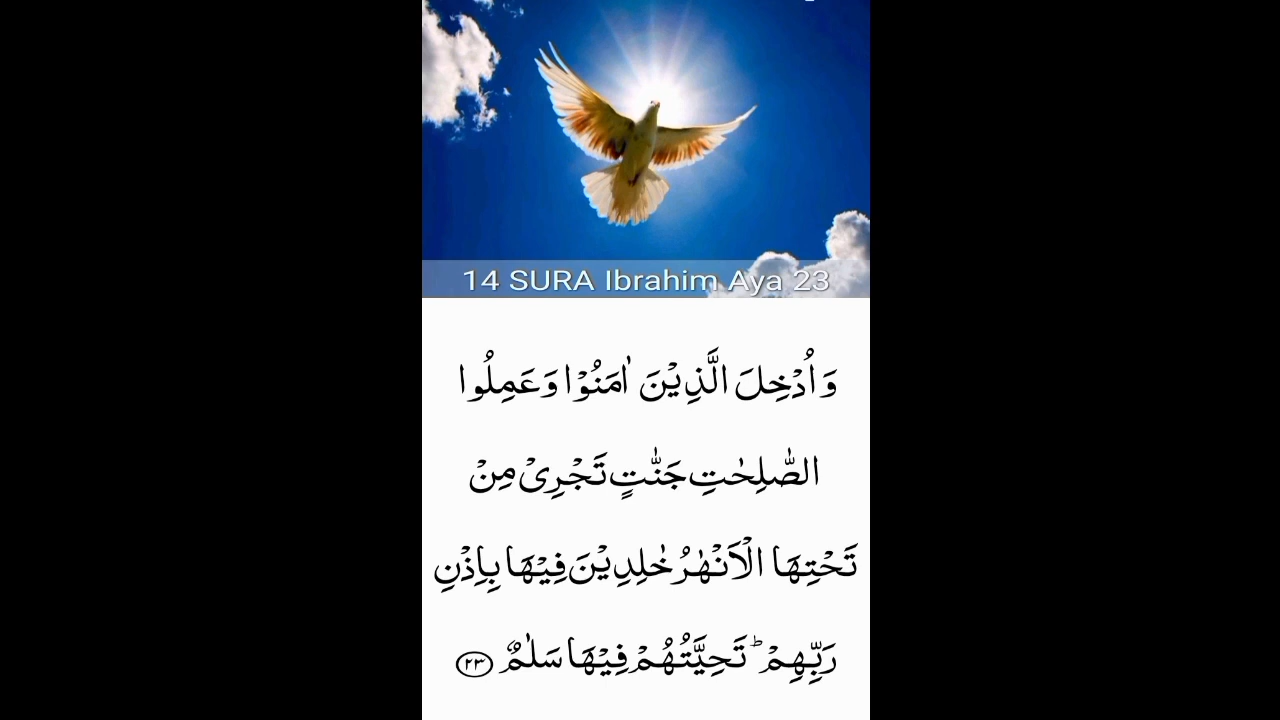 14 SURA Ibrahim Aya 23
وَاُدْخِلَ الَّذِيْنَ اٰمَنُوْا وَعَمِلُوا
الصّٰلِحٰتِ جَنّٰتٍ تَجْرِىْ مِنْ
تَحْتِهَا الْاَنْهٰرُ خٰلِدِيْنَ فِيْهَا بِاِذْنِ
رَبِّهِمْ ؕ تَحِيَّتُهُمْ فِيْهَا سَلٰمٌ ٢٣